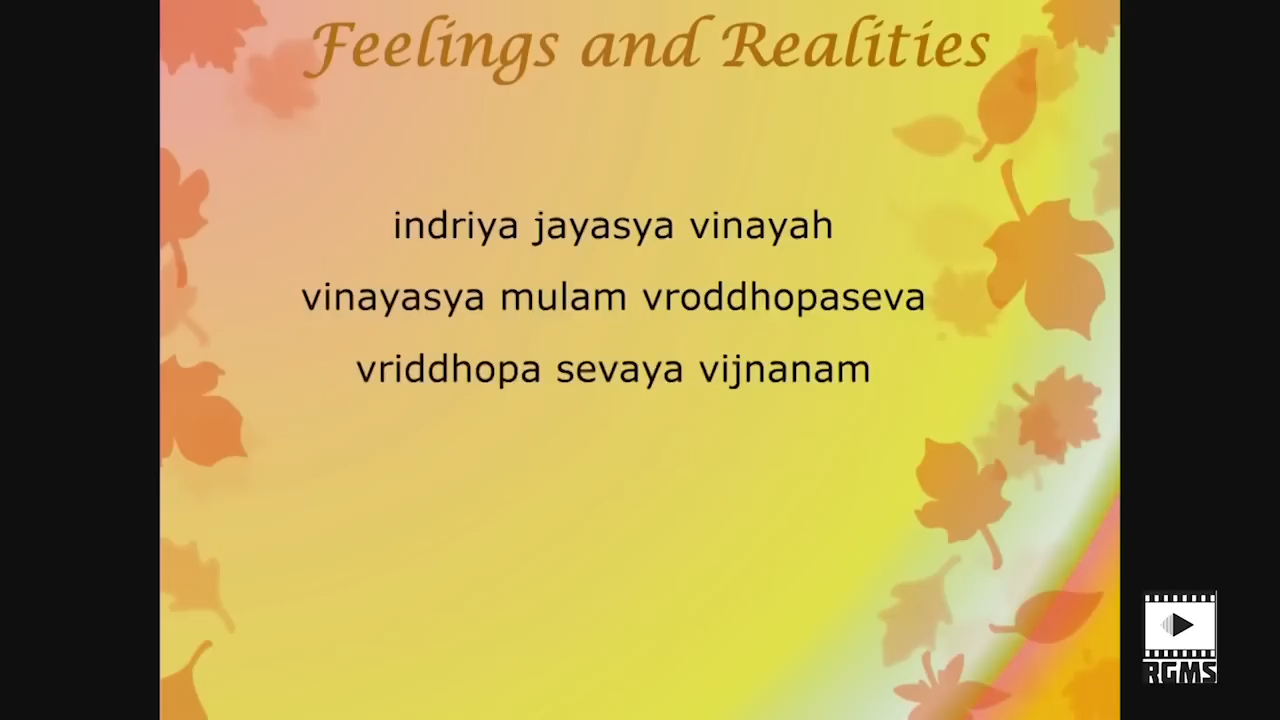 Feelings and Realities
indriya jayasya vinayah
vinayasya mulam vroddhopaseva
vriddhopa sevaya vijnanam
RGMS